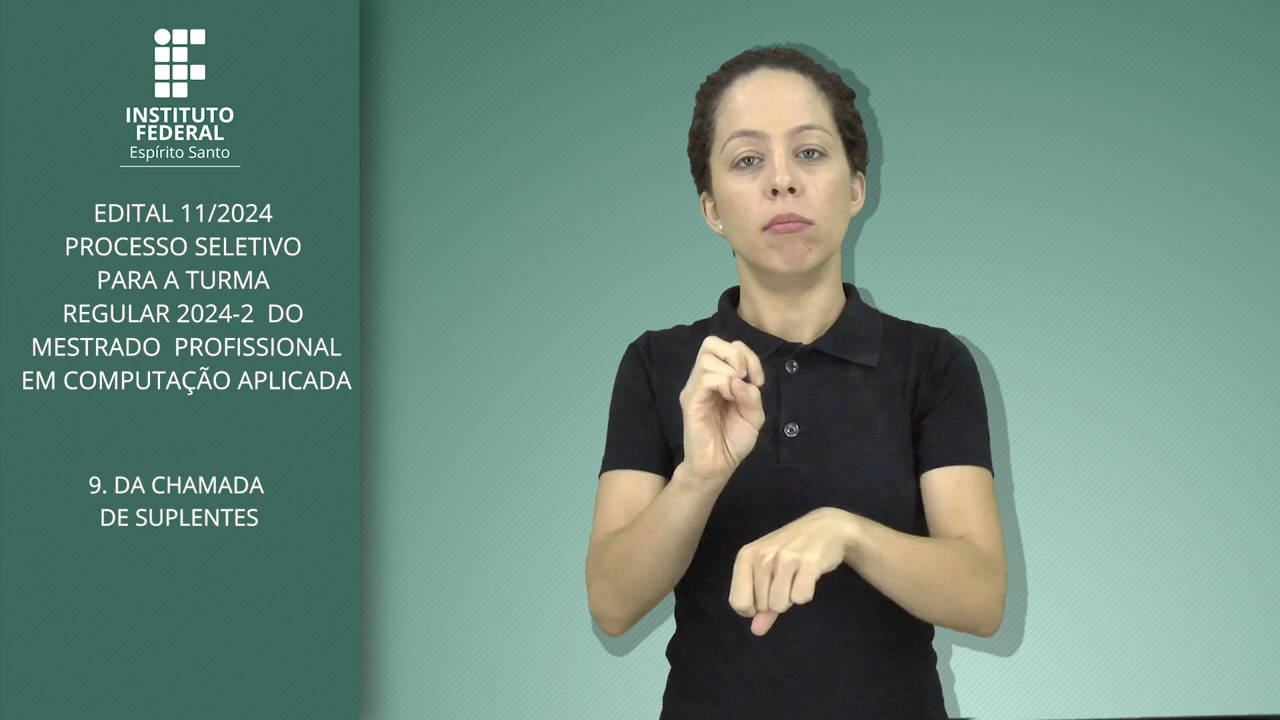 INSTITUTO
FEDERAL
Espírito Santo
EDITAL 11/2024
PROCESSO SELETIVO
PARA A TURMA
REGULAR 2024-2 DO
MESTRADO PROFISSIONAL
EM COMPUTAÇÃO APLICADA
9. DA CHAMADA
DE SUPLENTES